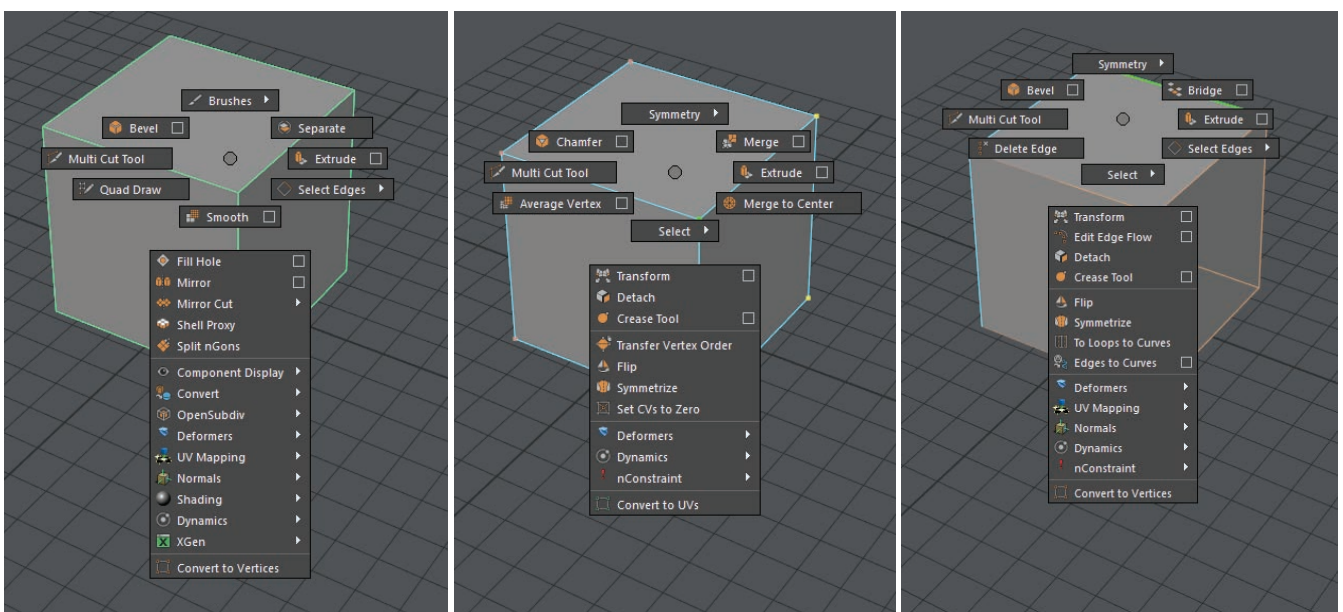 Brushes
Bevel
Separate
Multi Cut Tool
Extrude
Quad Draw
Select Edges
Smooth
Fill Hole
Mirror
Mirror Cut
Shell Proxy
Split nGons
Component Display
Convert
OpenSubdiv
Deformers
UV Mapping
Normals
Shading
Dynamics
XGen
Convert to Vertices
Symmetry
Chamfer
Merge
Multi Cut Tool
Extrude
Average Vertex
Merge to Center
Select
Transform
Detach
Crease Tool
Transfer Vertex Order
Flip
Symmetrize
Set CVs to Zero
Deformers
Dynamics
nConstraint
Convert to UVs
Symmetry
Bevel
Bridge
Multi Cut Tool
Extrude
Delete Edge
Select Edges
Select
Transform
Edit Edge Flow
Detach
Crease Tool
Flip
Symmetrize
To Loops to Curves
Edges to Curves
Deformers
UV Mapping
Normals
Dynamics
nConstraint
Convert to Vertices